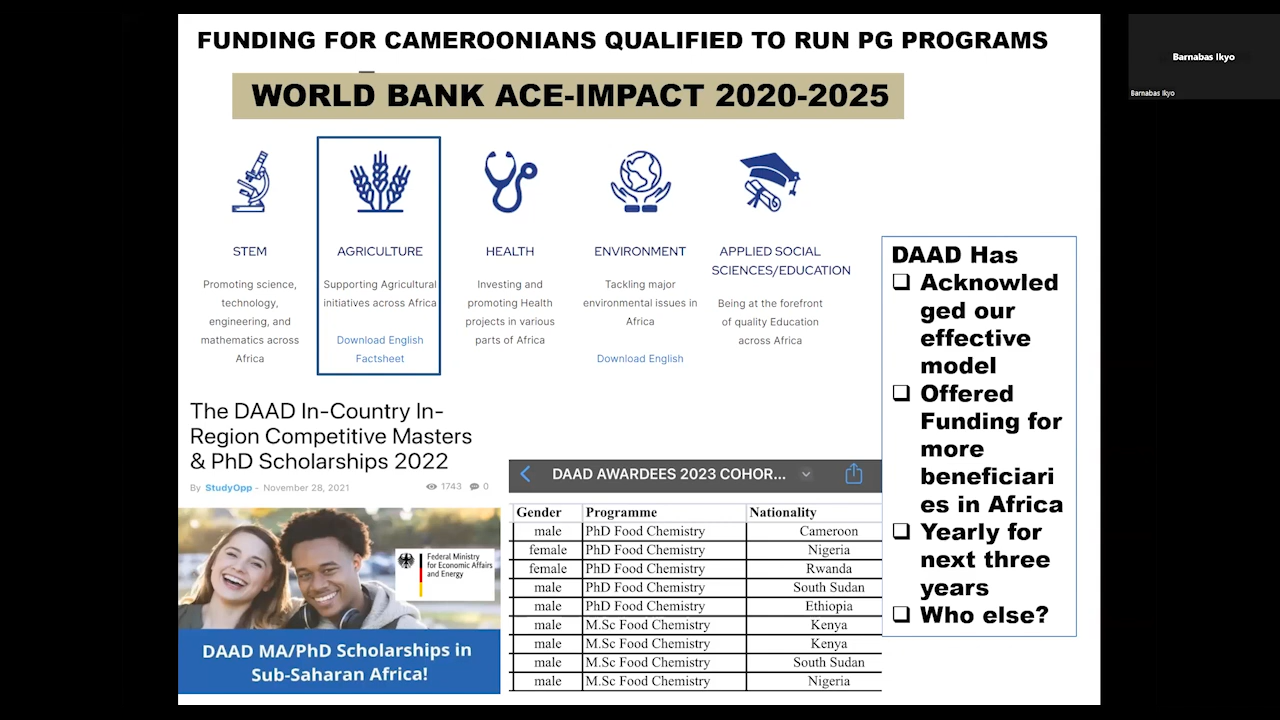 FUNDING FOR CAMEROONIANS QUALIFIED TO RUN PG PROGRAMS
WORLD BANK ACE-IMPACT 2020-2025
STEM
Promoting science,
technology,
engineering, and
mathematics across
Africa
AGRICULTURE
Supporting Agricultural
initiatives across Africa
Download English
Factsheet
HEALTH
Investing and
promoting Health
projects in various
parts of Africa
ENVIRONMENT
Tackling major
environmental issues in
Africa
Download English
APPLIED SOCIAL
SCIENCES/EDUCATION
Being at the forefront
of quality Education
across Africa
The DAAD In-Country In-
Region Competitive Masters
& PhD Scholarships 2022
By StudyOpp - November 28, 2021 1743 0
Federal Ministry
for Economic Affairs
and Energy
DAAD MA/PhD Scholarships in
Sub-Saharan Africa!
DAAD AWARDEES 2023 COHOR...
Gender Programme Nationality
male PhD Food Chemistry Cameroon
female PhD Food Chemistry Nigeria
female PhD Food Chemistry Rwanda
male PhD Food Chemistry South Sudan
male PhD Food Chemistry Ethiopia
male M.Sc Food Chemistry Kenya
male M.Sc Food Chemistry Kenya
male M.Sc Food Chemistry South Sudan
male M.Sc Food Chemistry Nigeria
DAAD Has
❑ Acknowled
ged our
effective
model
❑ Offered
Funding for
more
beneficiari
es in Africa
❑ Yearly for
next three
years
❑ Who else?
Barnabas Ikyo
Barnabas Ikyo